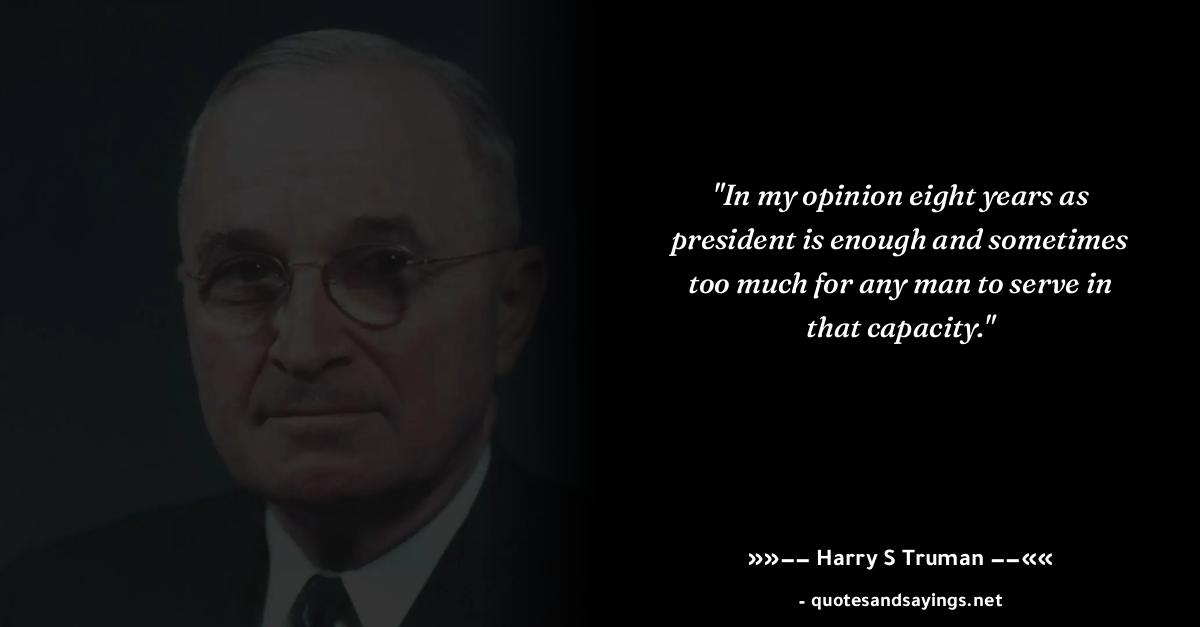 "In my opinion eight years as
president is enough and sometimes
too much for any man to serve in
that capacity."
»»−− Harry S Truman −−««
- quotesandsayings.net